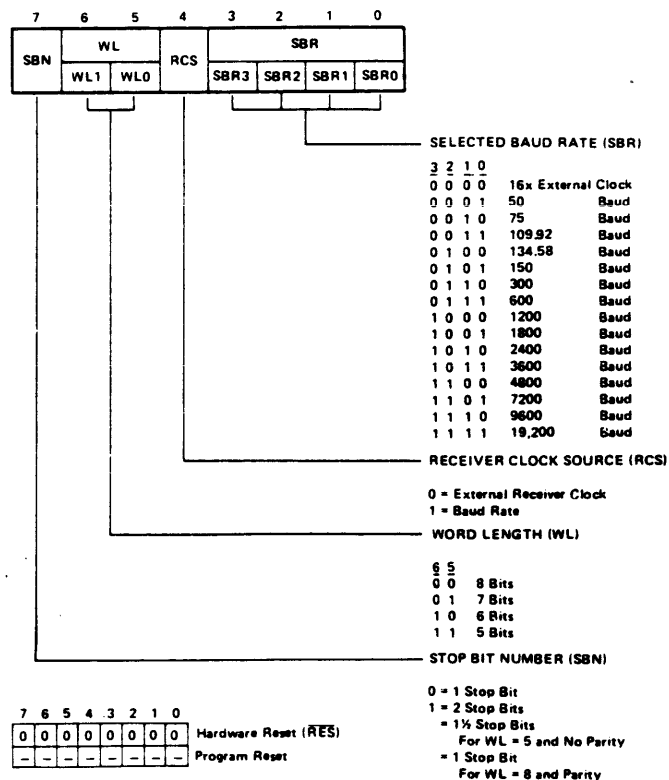 7 6 5 4 3 2 1 0
SBN WL RCS SBR
WL1 WL0 SBR3 SBR2 SBR1 SBR0
SELECTED BAUD RATE (SBR)
3 2 1 0
0 0 0 0 16x External Clock
0 0 0 1 50 Baud
0 0 1 0 75 Baud
0 0 1 1 109.92 Baud
0 1 0 0 134.58 Baud
0 1 0 1 150 Baud
0 1 1 0 300 Baud
0 1 1 1 600 Baud
1 0 0 0 1200 Baud
1 0 0 1 1800 Baud
1 0 1 0 2400 Baud
1 0 1 1 3600 Baud
1 1 0 0 4800 Baud
1 1 0 1 7200 Baud
1 1 1 0 9600 Baud
1 1 1 1 19,200 Baud
RECEIVER CLOCK SOURCE (RCS)
0 = External Receiver Clock
1 = Baud Rate
WORD LENGTH (WL)
6 5
0 0 8 Bits
0 1 7 Bits
1 0 6 Bits
1 1 5 Bits
STOP BIT NUMBER (SBN)
0 = 1 Stop Bit
1 = 2 Stop Bits
= 1½ Stop Bits
For WL = 5 and No Parity
= 1 Stop Bit
For WL = 8 and Parity
7 6 5 4 3 2 1 0
0 0 0 0 0 0 0 0 Hardware Reset (RES)
– – – – – – – – Program Reset